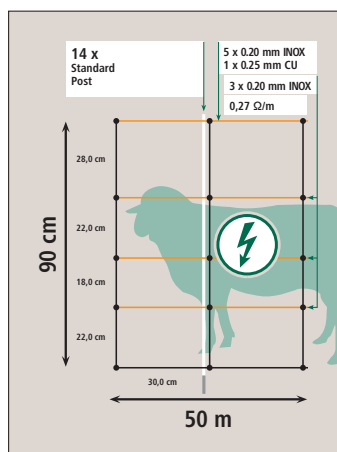 14 x
Standard
Post
5 x 0.20 mm INOX
1 x 0.25 mm CU
3 x 0.20 mm INOX
0,27 Ω/m
28,0 cm
22,0 cm
18,0 cm
22,0 cm
90 cm
30,0 cm
50 m